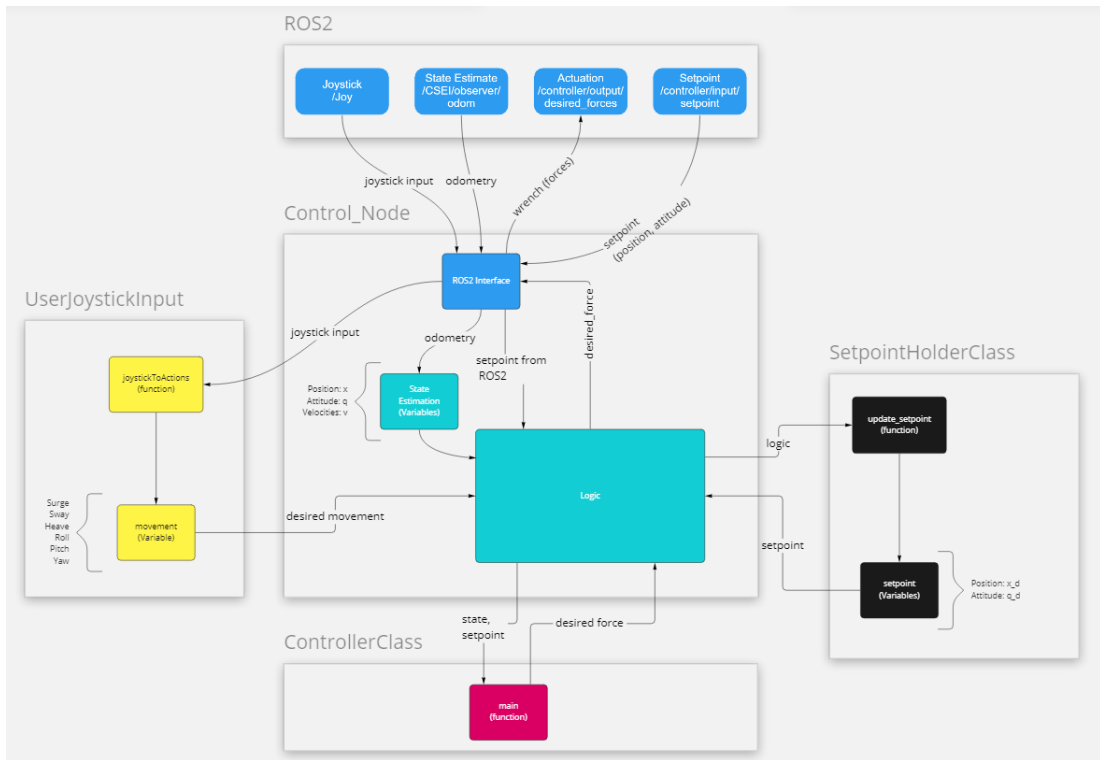 ROS2
Joystick
/Joy
State Estimate
/CSEI/observer/
odom
Actuation
/controller/output/
desired_forces
Setpoint
/controller/input/
setpoint
joystick input
odometry
wrench (forces)
setpoint
(position, attitude)
Control_Node
ROS2 Interface
UserJoystickInput
joystick input
odometry
setpoint from
ROS2
desired_force
SetpointHolderClass
joystickToActions
(function)
Position: x
Attitude: q
Velocities: v
State
Estimation
(Variables)
update_setpoint
(function)
logic
Logic
Surge
Sway
Heave
Roll
Pitch
Yaw
movement
(Variable)
desired movement
setpoint
setpoint
(Variables)
Position: x_d
Attitude: q_d
state,
setpoint
desired force
ControllerClass
main
(function)